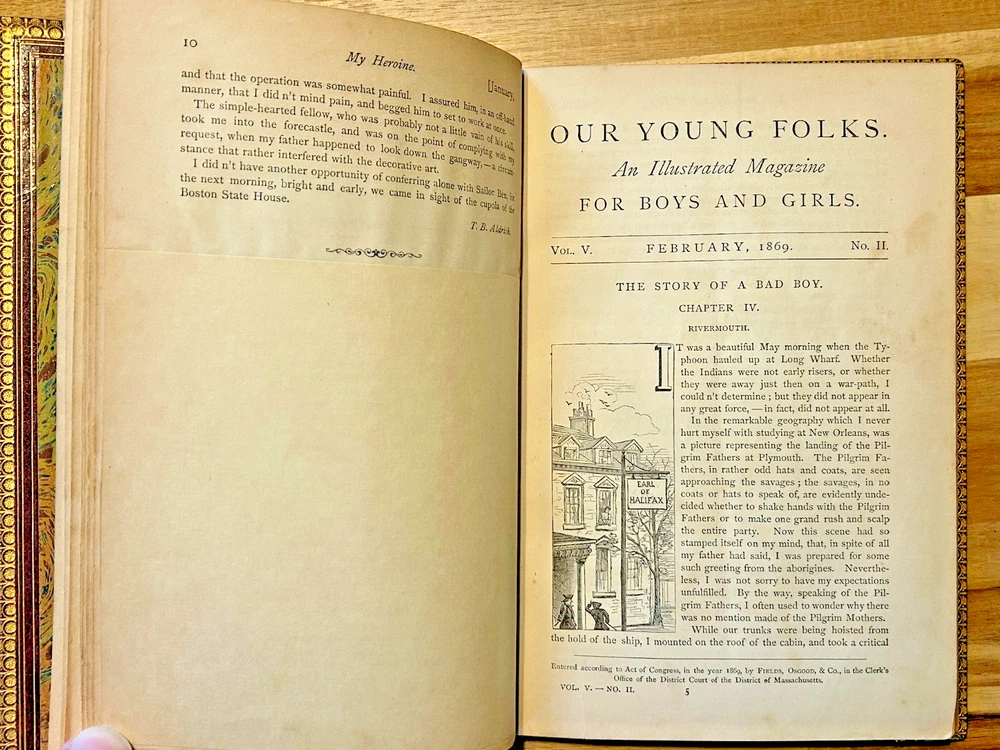 10
My Heroine.
[January,
and that the operation was somewhat painful. I assured him, in an off-hand
manner, that I did n't mind pain, and begged him to set to work at once.
The simple-hearted fellow, who was probably not a little vain of his skill,
took me into the forecastle, and was on the point of complying with my
request, when my father happened to look down the gangway, — a circum-
stance that rather interfered with the decorative art.
I did n't have another opportunity of conferring alone with Sailor Ben, for
the next morning, bright and early, we came in sight of the cupola of the
Boston State House.
T. B. Aldrich.
OUR YOUNG FOLKS.
An Illustrated Magazine
FOR BOYS AND GIRLS.
VOL. V. FEBRUARY, 1869. No. II.
THE STORY OF A BAD BOY.
CHAPTER IV.
RIVERMOUTH.
IT was a beautiful May morning when the Ty-
phoon hauled up at Long Wharf. Whether
the Indians were not early risers, or whether
they were away just then on a war-path, I
could n't determine; but they did not appear in
any great force, — in fact, did not appear at all.
In the remarkable geography which I never
hurt myself with studying at New Orleans, was
a picture representing the landing of the Pil-
grim Fathers at Plymouth. The Pilgrim Fa-
thers, in rather odd hats and coats, are seen
approaching the savages; the savages, in no
coats or hats to speak of, are evidently unde-
cided whether to shake hands with the Pilgrim
Fathers or to make one grand rush and scalp
the entire party. Now this scene had so
stamped itself on my mind, that, in spite of all
my father had said, I was prepared for some
such greeting from the aborigines. Neverthe-
less, I was not sorry to have my expectations
unfulfilled. By the way, speaking of the Pil-
grim Fathers, I often used to wonder why there
was no mention made of the Pilgrim Mothers.
While our trunks were being hoisted from
the hold of the ship, I mounted on the roof of the cabin, and took a critical
EARL
OF
HALIFAX
Entered according to Act of Congress, in the year 1869, by FIELDS, OSGOOD, & CO., in the Clerk's
Office of the District Court of the District of Massachusetts.
VOL. V. — NO. II. 5